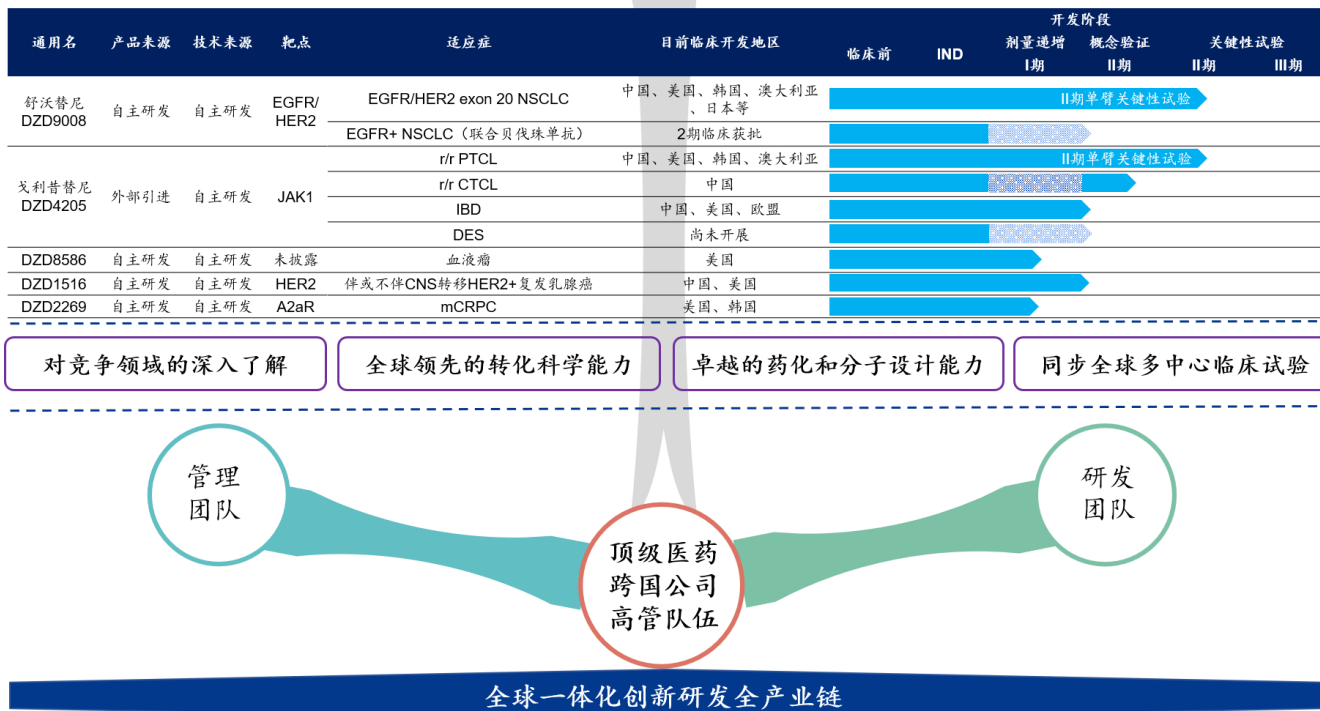 开发阶段
通用名 产品来源 技术来源 靶点 适应症 目前临床开发地区 临床前 IND 剂量递增 I期 概念验证 II期 关键性试验 II期 III期
舒沃替尼 DZD9008 自主研发 自主研发 EGFR/HER2 EGFR/HER2 exon 20 NSCLC 中国、美国、韩国、澳大利亚、日本等 II期单臂关键性试验
EGFR+ NSCLC（联合贝伐珠单抗） 2期临床获批
戈利昔替尼 DZD4205 外部引进 自主研发 JAK1 r/r PTCL 中国、美国、韩国、澳大利亚 II期单臂关键性试验
r/r CTCL 中国
IBD 中国、美国、欧盟
DES 尚未开展
DZD8586 自主研发 自主研发 未披露 血液瘤 美国
DZD1516 自主研发 自主研发 HER2 伴或不伴CNS转移HER2+复发乳腺癌 中国、美国
DZD2269 自主研发 自主研发 A2aR mCRPC 美国、韩国
对竞争领域的深入了解 全球领先的转化科学能力 卓越的药化和分子设计能力 同步全球多中心临床试验
管理
团队
研发
团队
顶级医药
跨国公司
高管队伍
全球一体化创新研发全产业链